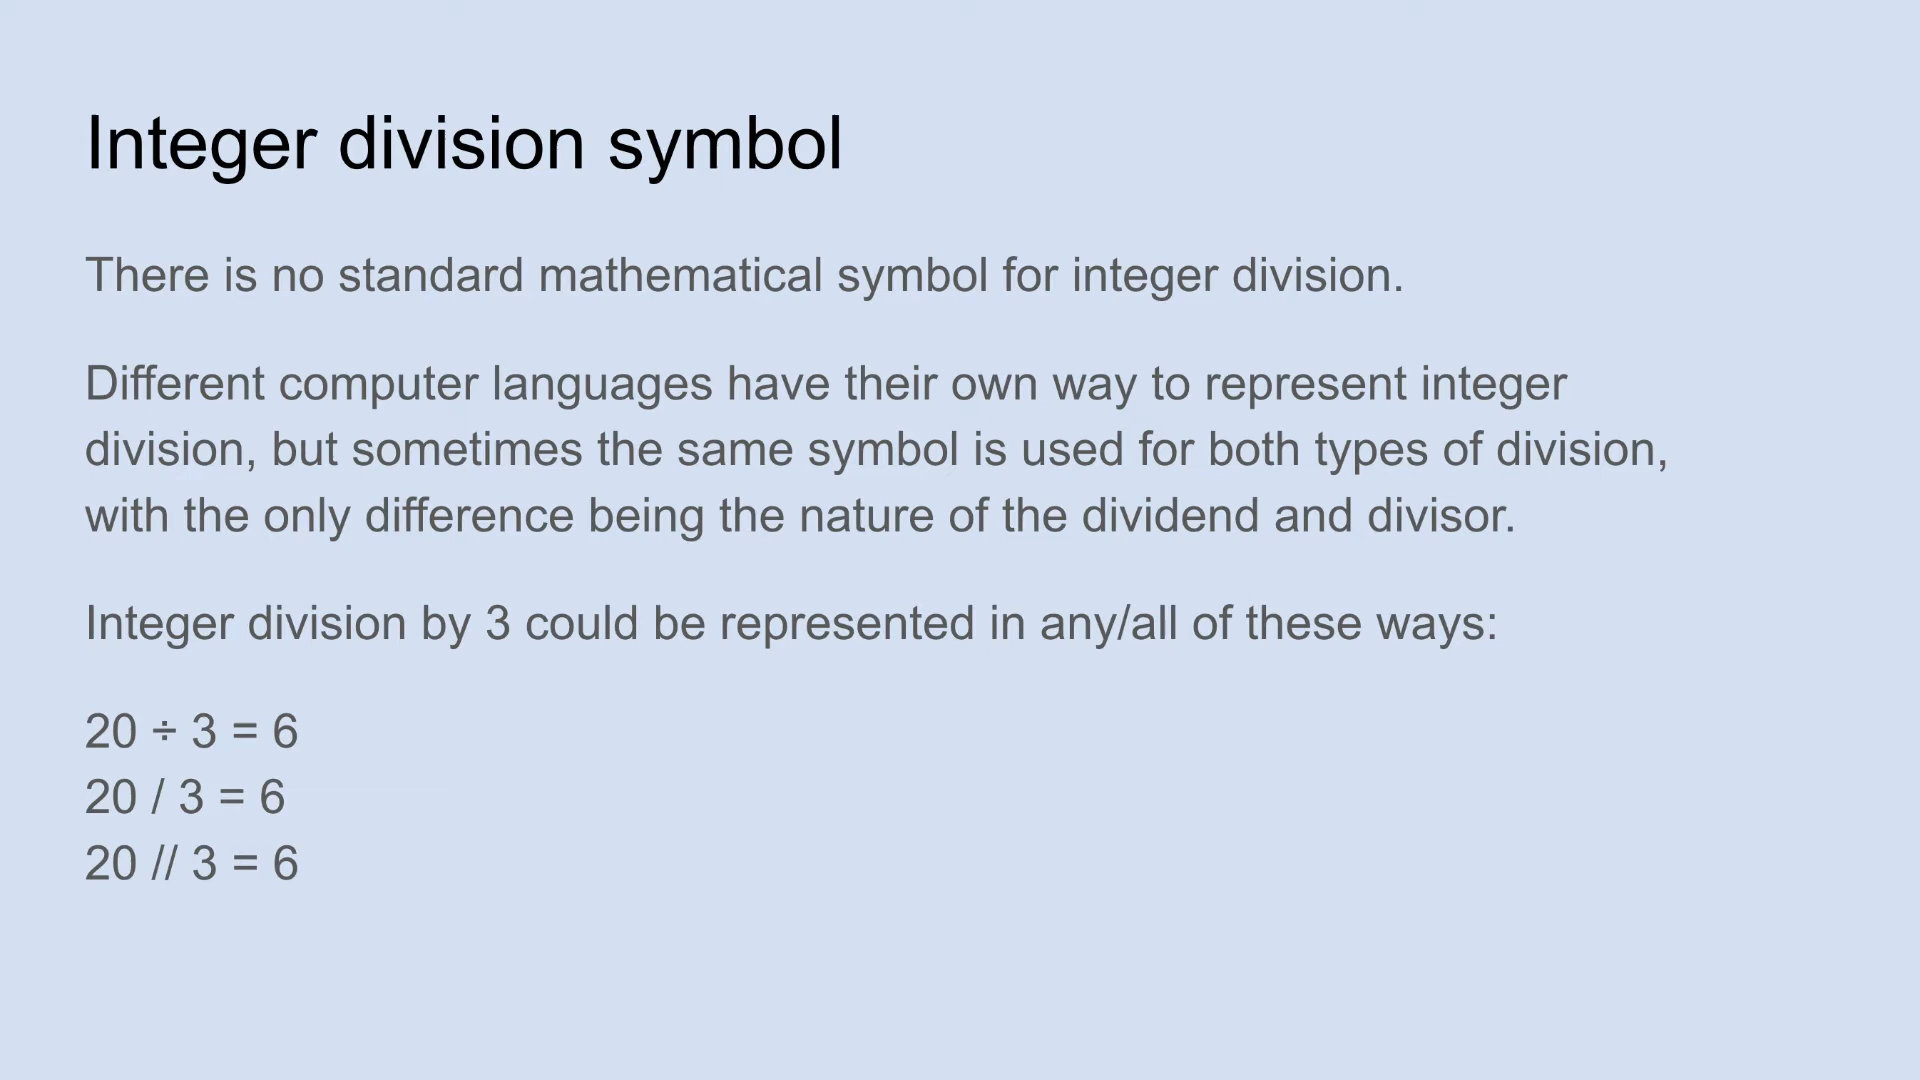 Integer division symbol
There is no standard mathematical symbol for integer division.
Different computer languages have their own way to represent integer
division, but sometimes the same symbol is used for both types of division,
with the only difference being the nature of the dividend and divisor.
Integer division by 3 could be represented in any/all of these ways:
20 ÷ 3 = 6
20 / 3 = 6
20 // 3 = 6